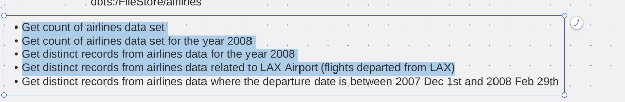 dbfs:/FileStore/airlines
• Get count of airlines data set
• Get count of airlines data set for the year 2008
• Get distinct records from airlines data for the year 2008
• Get distinct records from airlines data related to LAX Airport (flights departed from LAX)
• Get distinct records from airlines data where the departure date is between 2007 Dec 1st and 2008 Feb 29th